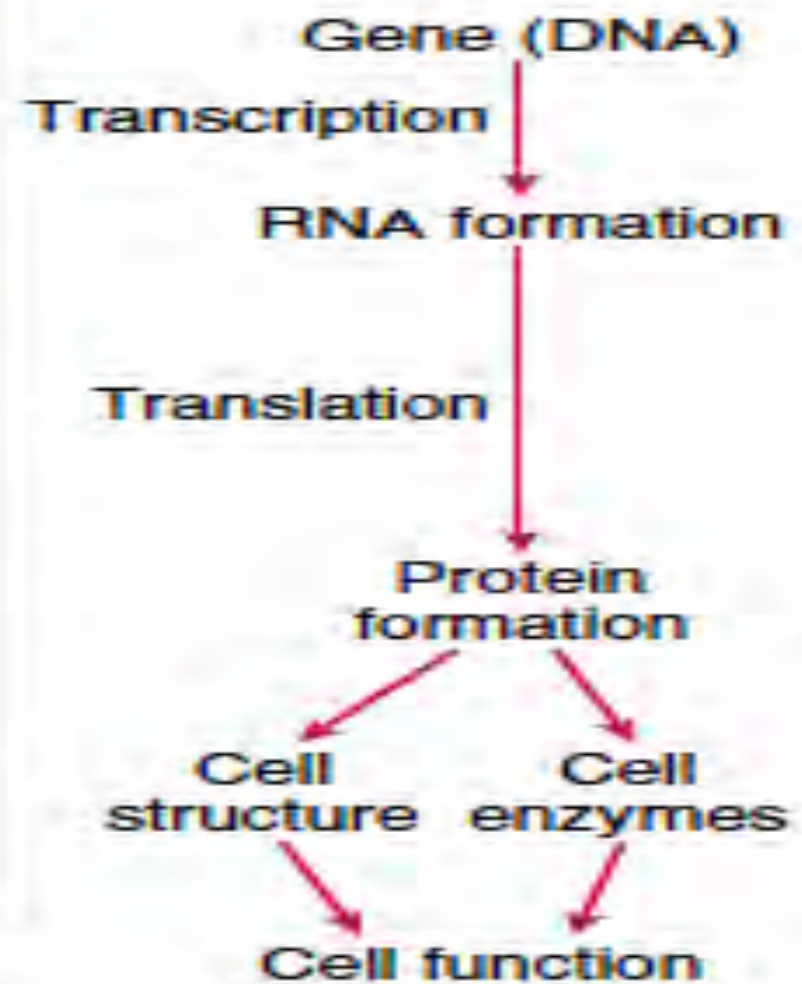 Gene (DNA)
Transcription
RNA formation
Translation
Protein
formation
Cell
structure
Cell
enzymes
Cell function